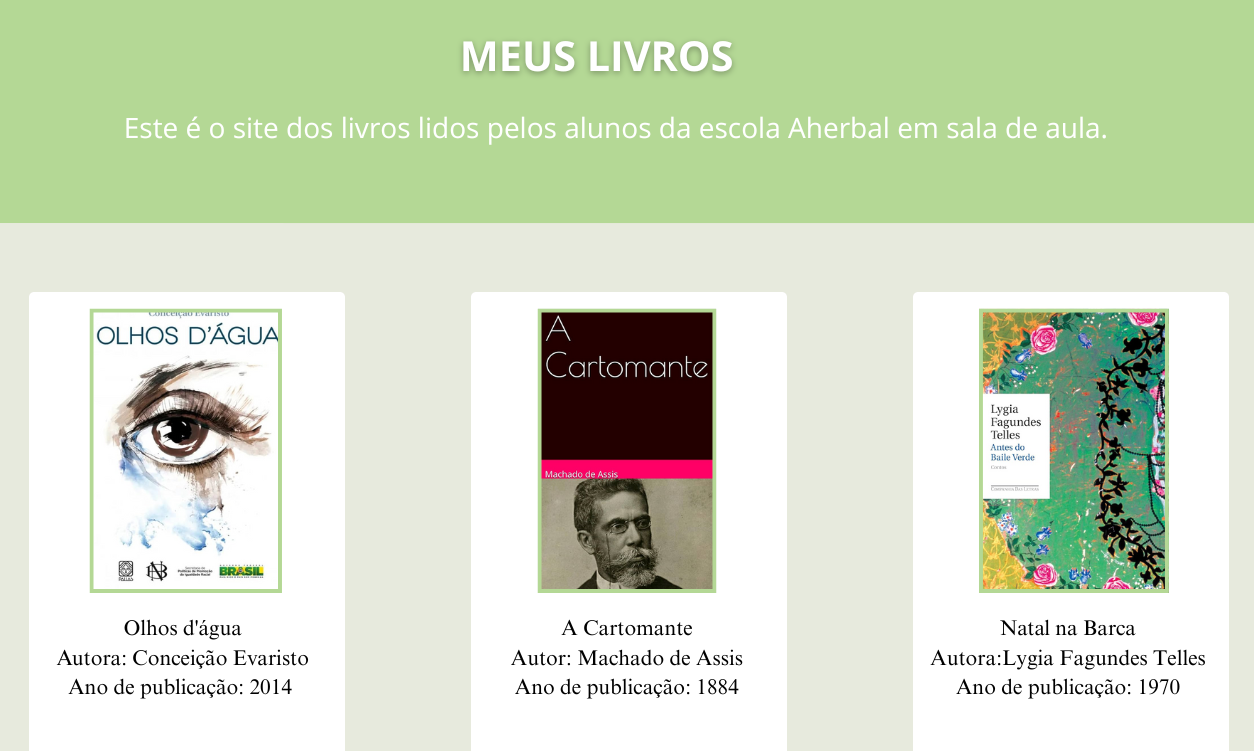 MEUS LIVROS
Este é o site dos livros lidos pelos alunos da escola Aherbal em sala de aula.
Conceição Evaristo
OLHOS D'ÁGUA
PALLAS
BRASIL
Olhos d'água
Autora: Conceição Evaristo
Ano de publicação: 2014
A
Cartomante
Machado de Assis
A Cartomante
Autor: Machado de Assis
Ano de publicação: 1884
Lygia
Fagundes
Telles
Antes do
Baile Verde
Contos
Companhia Das Letras
Natal na Barca
Autora:Lygia Fagundes Telles
Ano de publicação: 1970